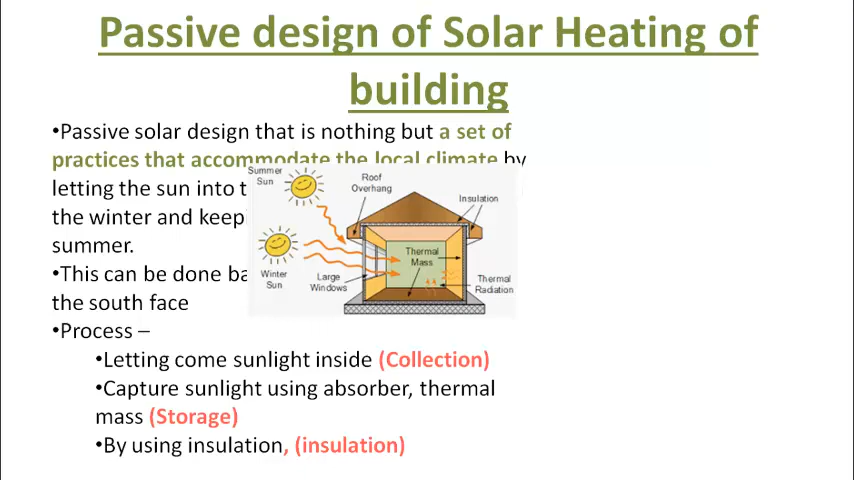 Passive design of Solar Heating of
building
•Passive solar design that is nothing but a set of
practices that accommodate the local climate by
letting the sun into
the winter and
summer.
•This can be done
the south face
•Process –
•Letting come sunlight inside (Collection)
•Capture sunlight using absorber, thermal
mass (Storage)
•By using insulation, (insulation)
Summer
Sun
Roof
Overhang
Insulation
Thermal
Mass
Winter
Sun
Large
Windows
Thermal
Radiation